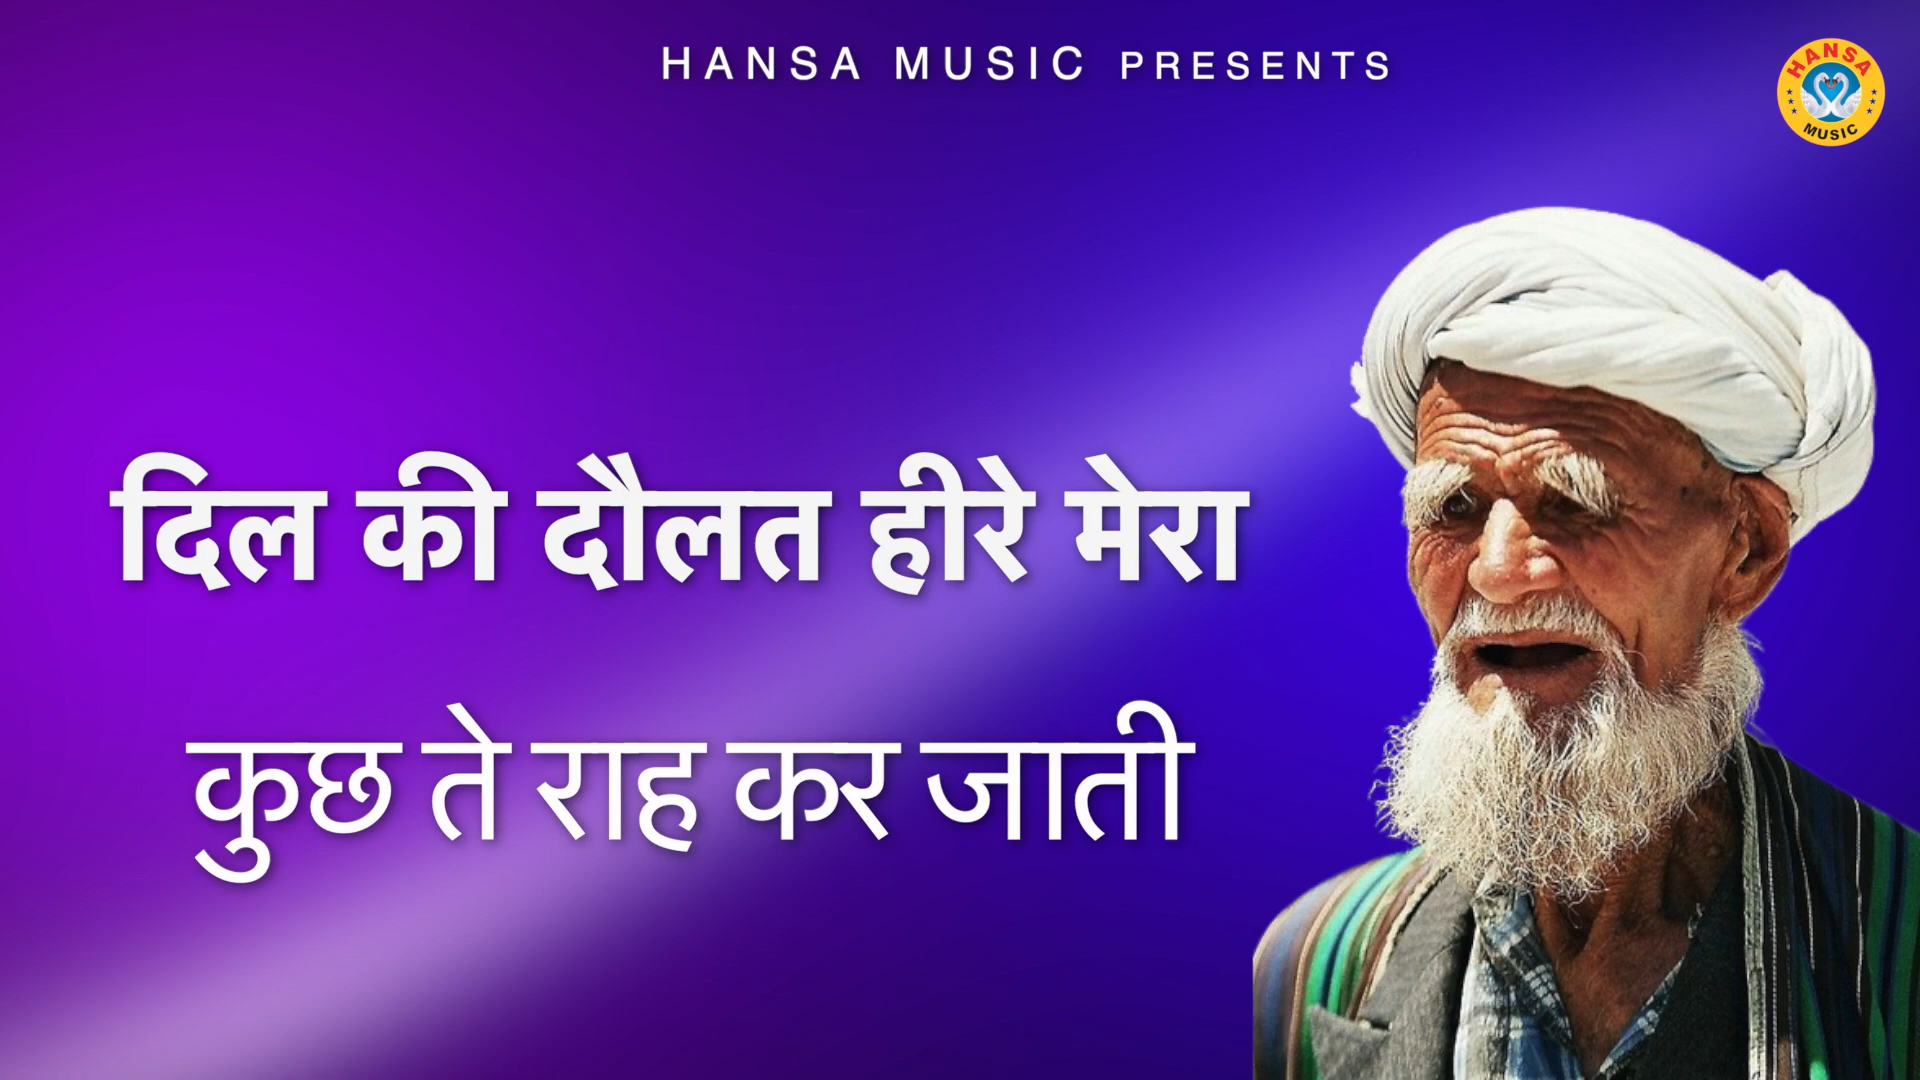 HANSA MUSIC PRESENTS
HANSA
MUSIC
दिल की दौलत हीरे मेरा
कुछ ते राह कर जाती